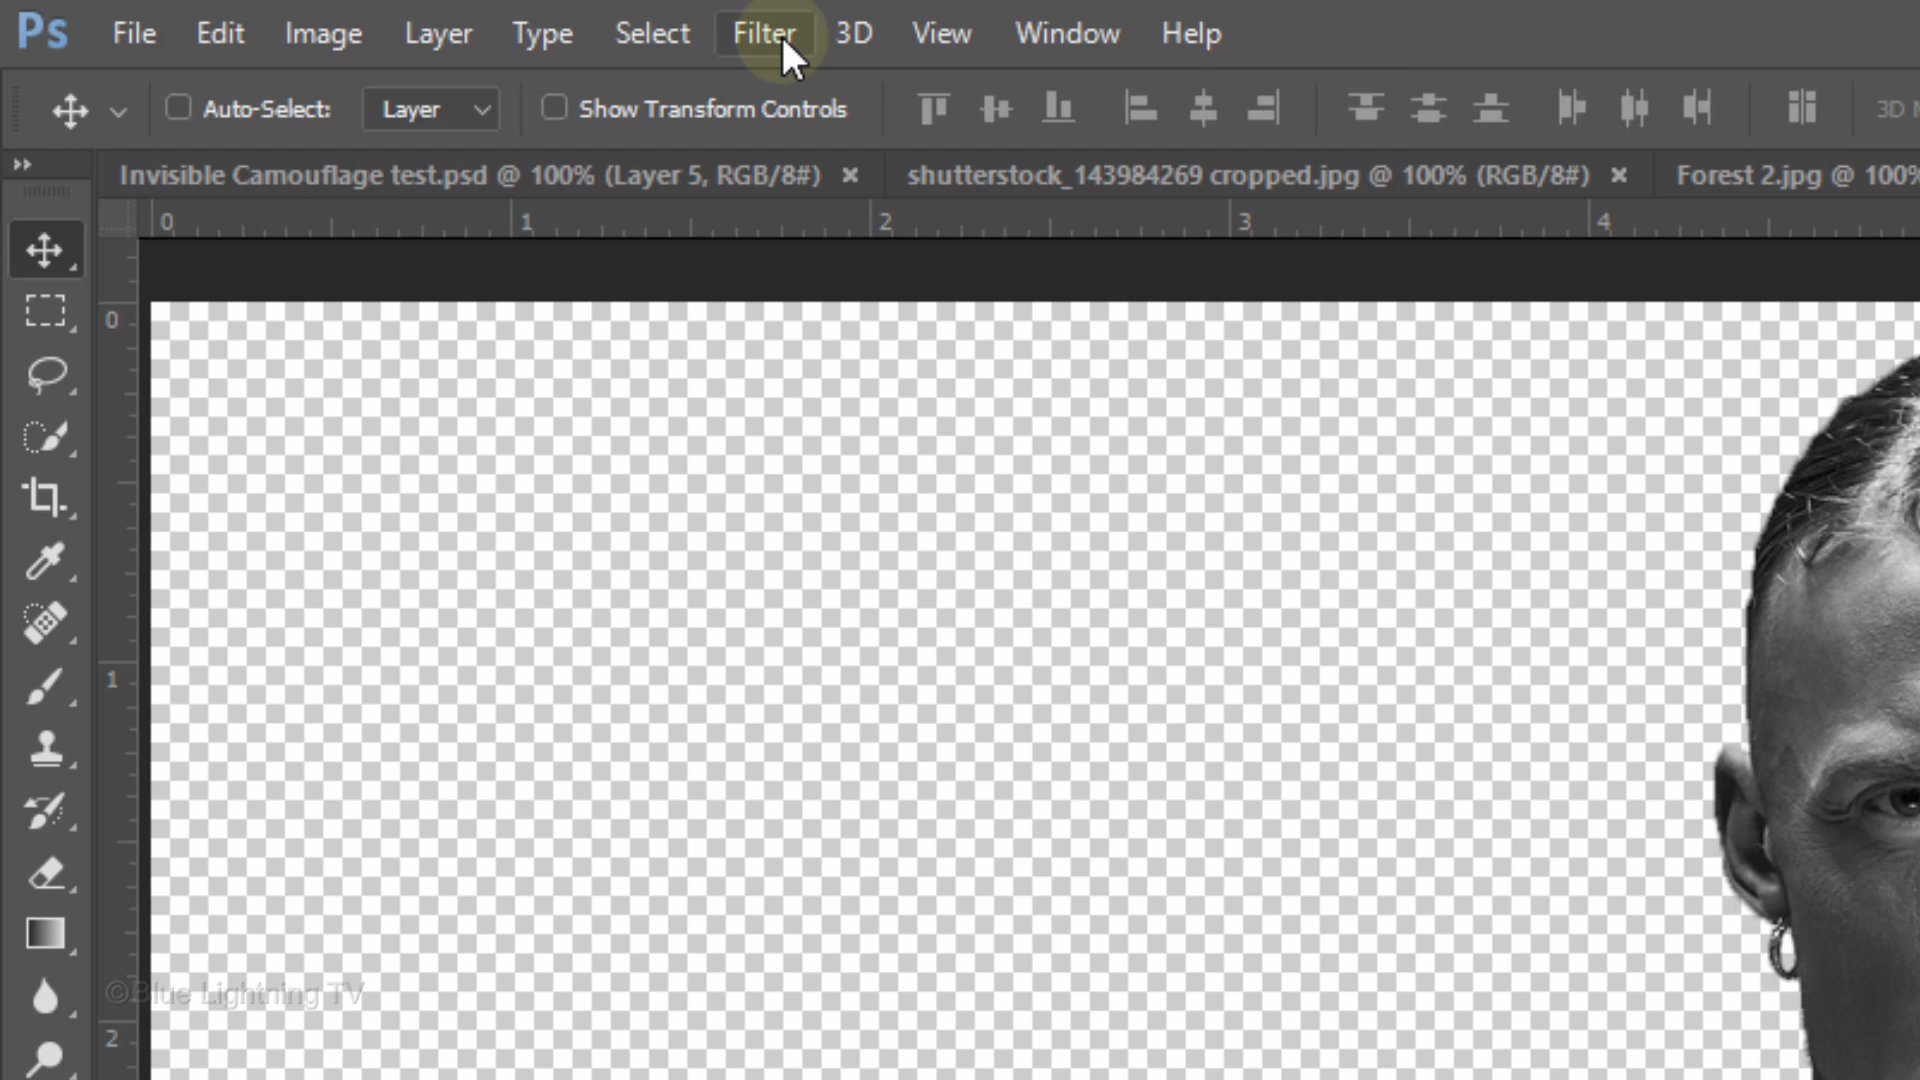 Ps File Edit Image Layer Type Select Filter 3D View Window Help
Auto-Select: Layer Show Transform Controls 3D
Invisible Camouflage test.psd @ 100% (Layer 5, RGB/8#) × shutterstock_143984269 cropped.jpg @ 100% (RGB/8#) × Forest 2.jpg @ 100%
0 1 2 3 4
0
1
©Blue Lightning TV
2